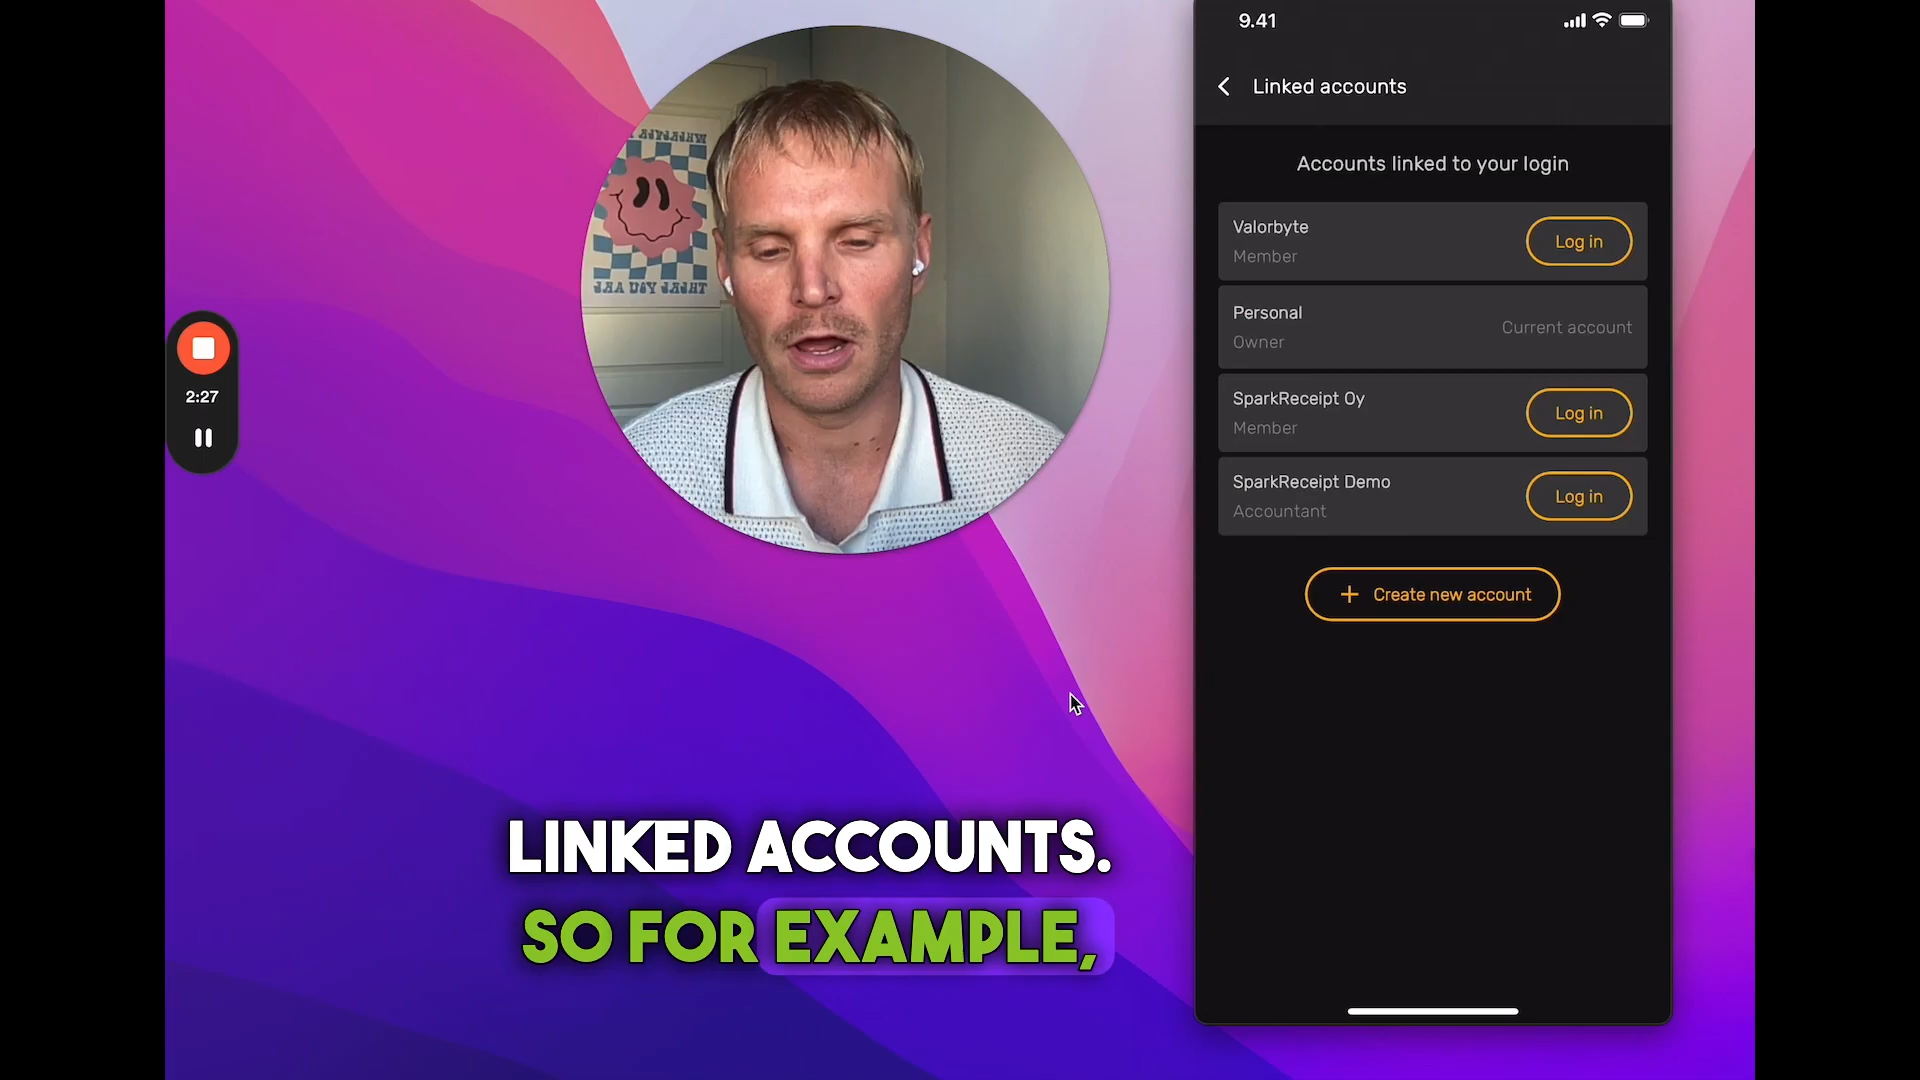 9.41
Linked accounts
Accounts linked to your login
Valorbyte
Member
Log in
Personal
Owner
Current account
SparkReceipt Oy
Member
Log in
SparkReceipt Demo
Accountant
Log in
+ Create new account
2:27
LINKED ACCOUNTS.
SO FOR EXAMPLE,